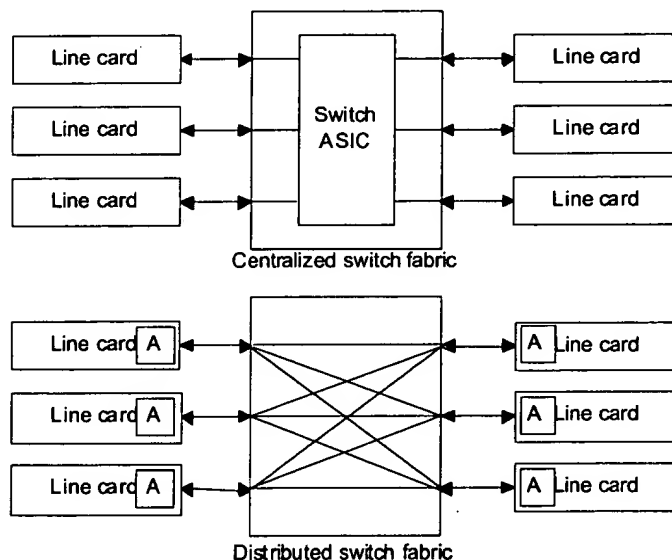 Line card Line card
Line card Switch ASIC Line card
Line card Line card
Centralized switch fabric
Line card A A Line card
Line card A A Line card
Line card A A Line card
Distributed switch fabric